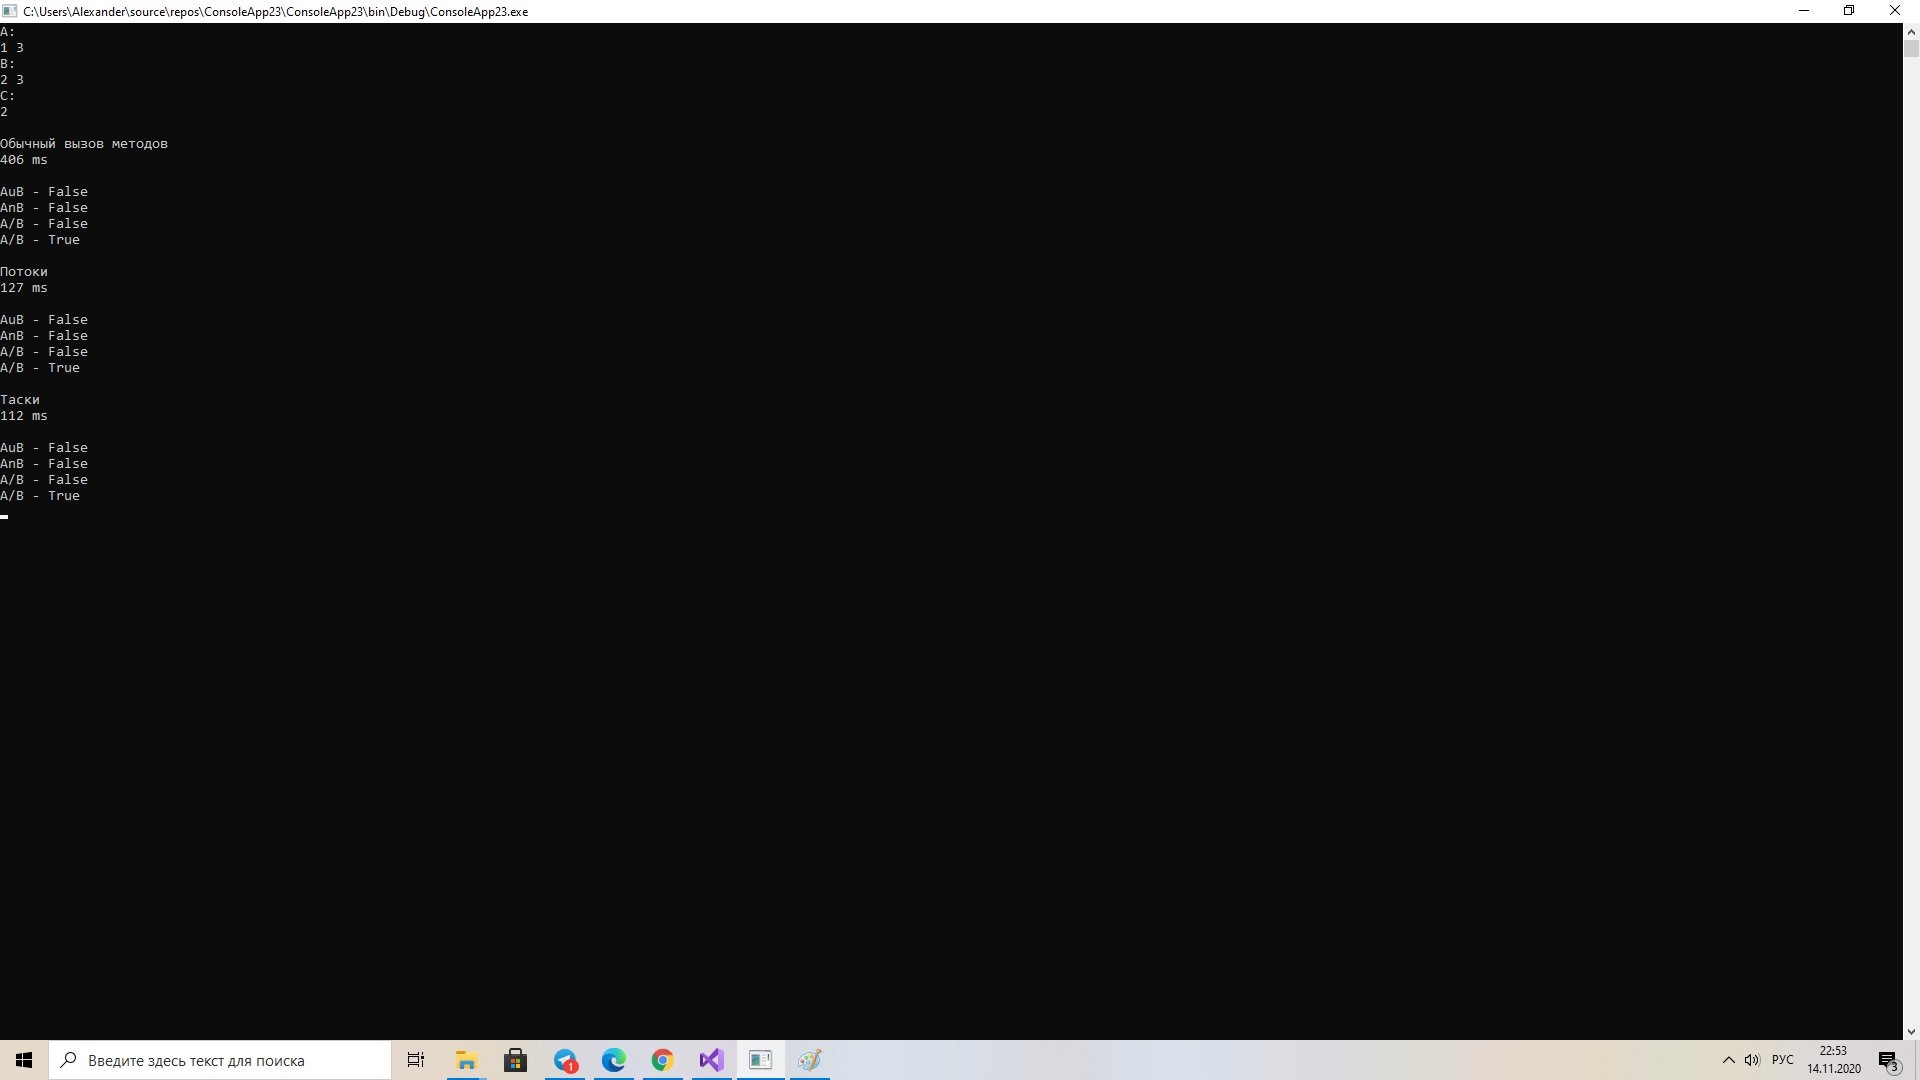 C:\Users\Alexander\source\repos\ConsoleApp23\ConsoleApp23\bin\Debug\ConsoleApp23.exe
A:
1 3
B:
2 3
C:
2
Обычный вызов методов
406 ms
AuB - False
AnB - False
A/B - False
A/B - True
Потоки
127 ms
AuB - False
AnB - False
A/B - False
A/B - True
Таски
112 ms
AuB - False
AnB - False
A/B - False
A/B - True
Введите здесь текст для поиска
1
РУС
22:53
14.11.2020
3